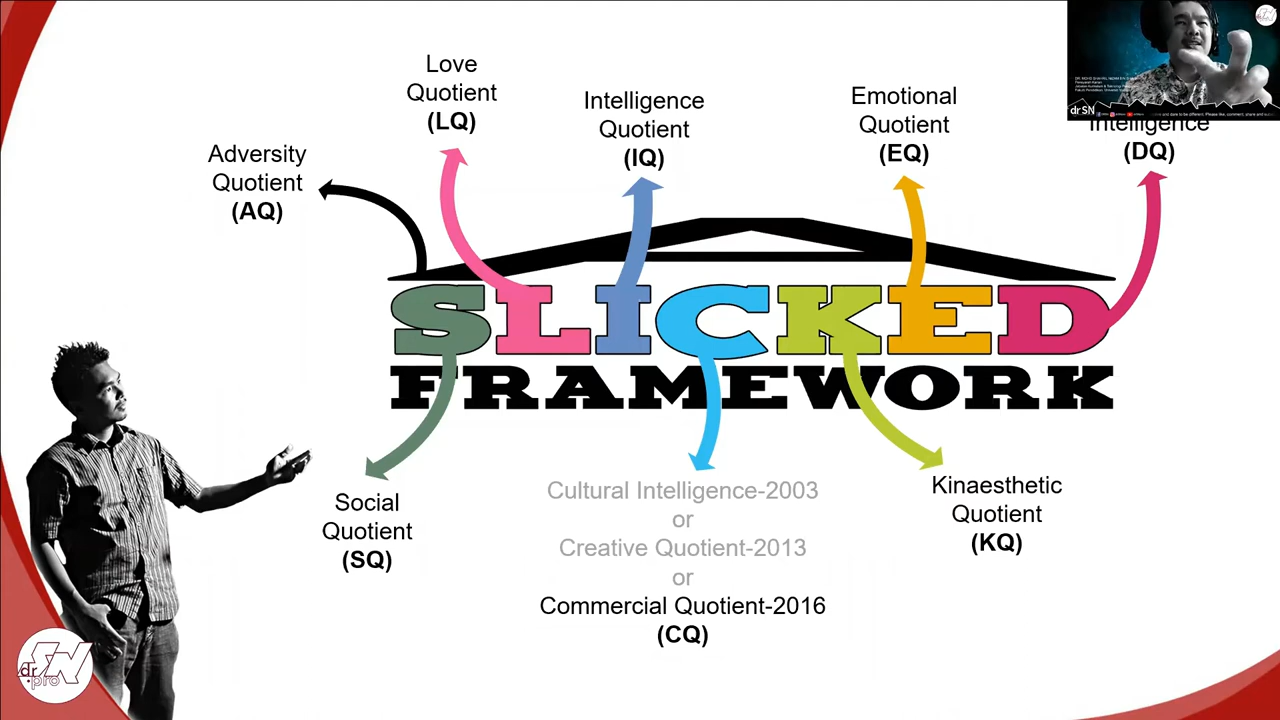 Love
Quotient
(LQ)
Intelligence
Quotient
(IQ)
Emotional
Quotient
(EQ)
Intelligence
(DQ)
Adversity
Quotient
(AQ)
SLICKED
FRAMEWORK
Social
Quotient
(SQ)
Cultural Intelligence-2003
or
Creative Quotient-2013
or
Commercial Quotient-2016
(CQ)
Kinaesthetic
Quotient
(KQ)
dr SN
dr
SN
.pro